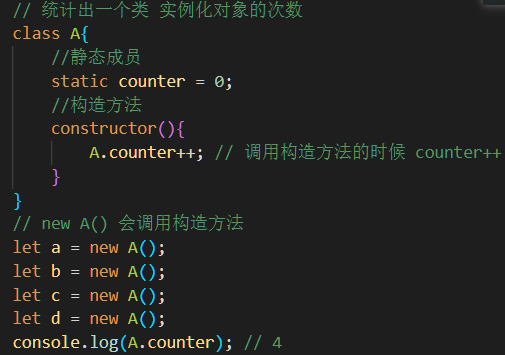 // 统计出一个类 实例化对象的次数
class A{
    //静态成员
    static counter = 0;
    //构造方法
    constructor(){
        A.counter++; // 调用构造方法的时候 counter++
    }
}
// new A() 会调用构造方法
let a = new A();
let b = new A();
let c = new A();
let d = new A();
console.log(A.counter); // 4